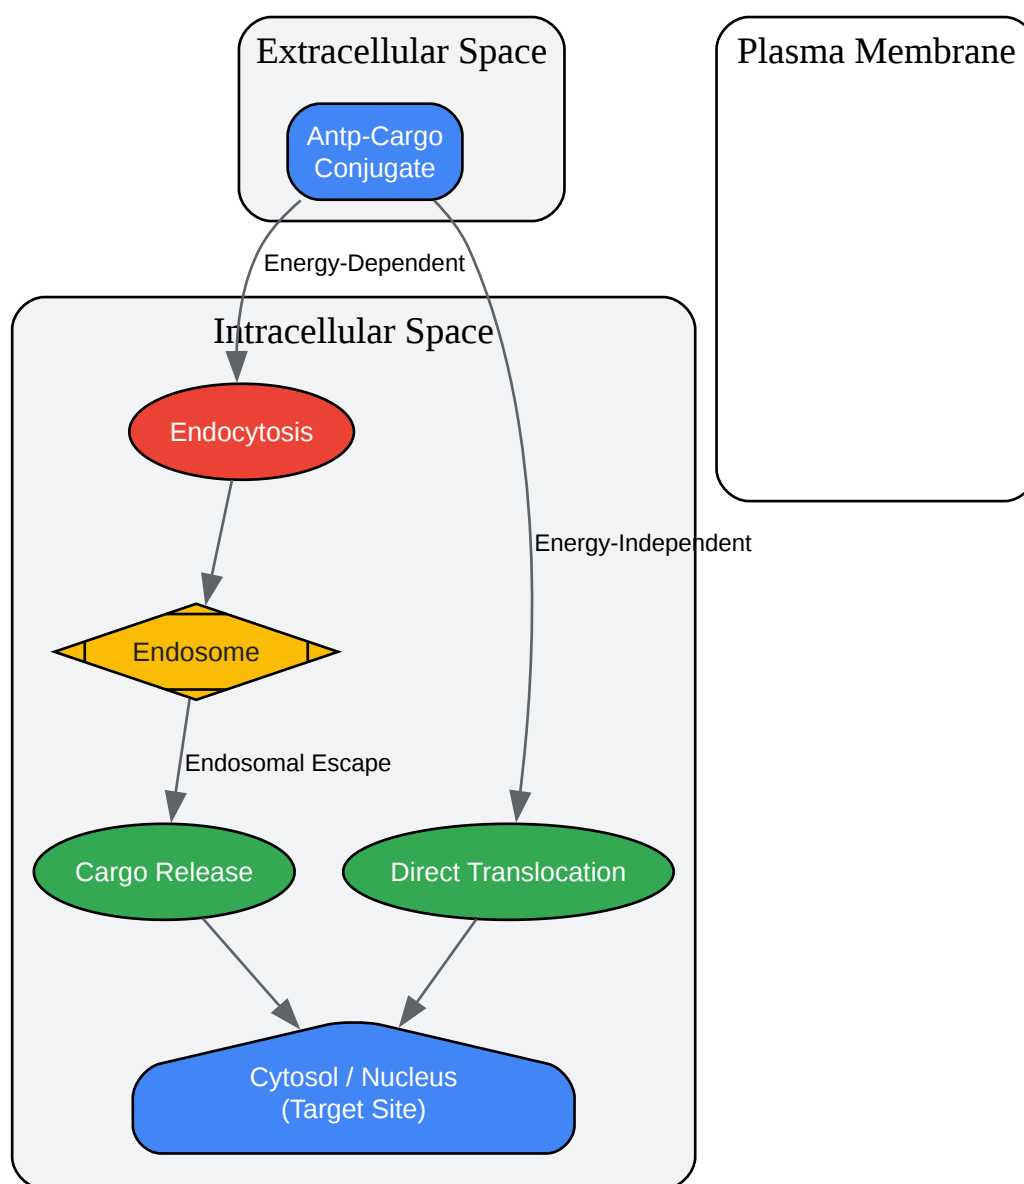 Extracellular Space
Plasma Membrane
Antp-Cargo
Conjugate
Energy-Dependent
Intracellular Space
Endocytosis
Energy-Independent
Endosome
Endosomal Escape
Cargo Release
Direct Translocation
Cytosol / Nucleus
(Target Site)